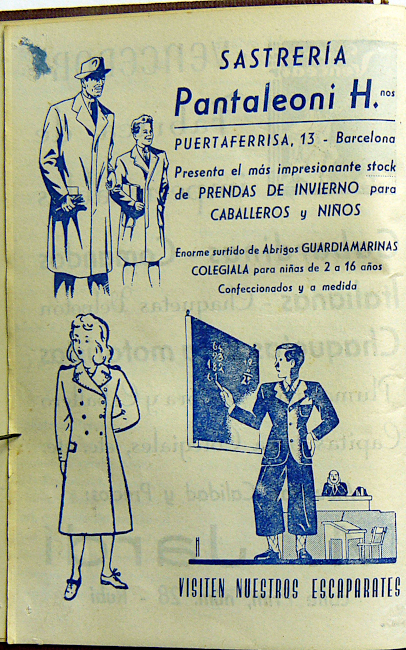 SASTRERÍA
Pantaleoni H.nos
PUERTAFERRISA, 13 - Barcelona
Presenta el más impresionante stock
de PRENDAS DE INVIERNO para
CABALLEROS y NIÑOS
Enorme surtido de Abrigos GUARDIAMARINAS
COLEGIALA para niñas de 2 a 16 años
Confeccionados y a medida
VISITEN NUESTROS ESCAPARATES